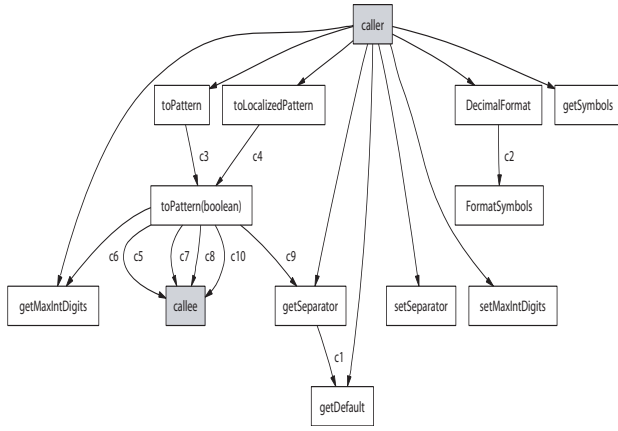 caller
toPattern
toLocalizedPattern
DecimalFormat
getSymbols
c3
c4
c2
toPattern(boolean)
FormatSymbols
c6
c5
c7
c8
c10
c9
getMaxIntDigits
callee
getSeparator
setSeparator
setMaxIntDigits
c1
getDefault